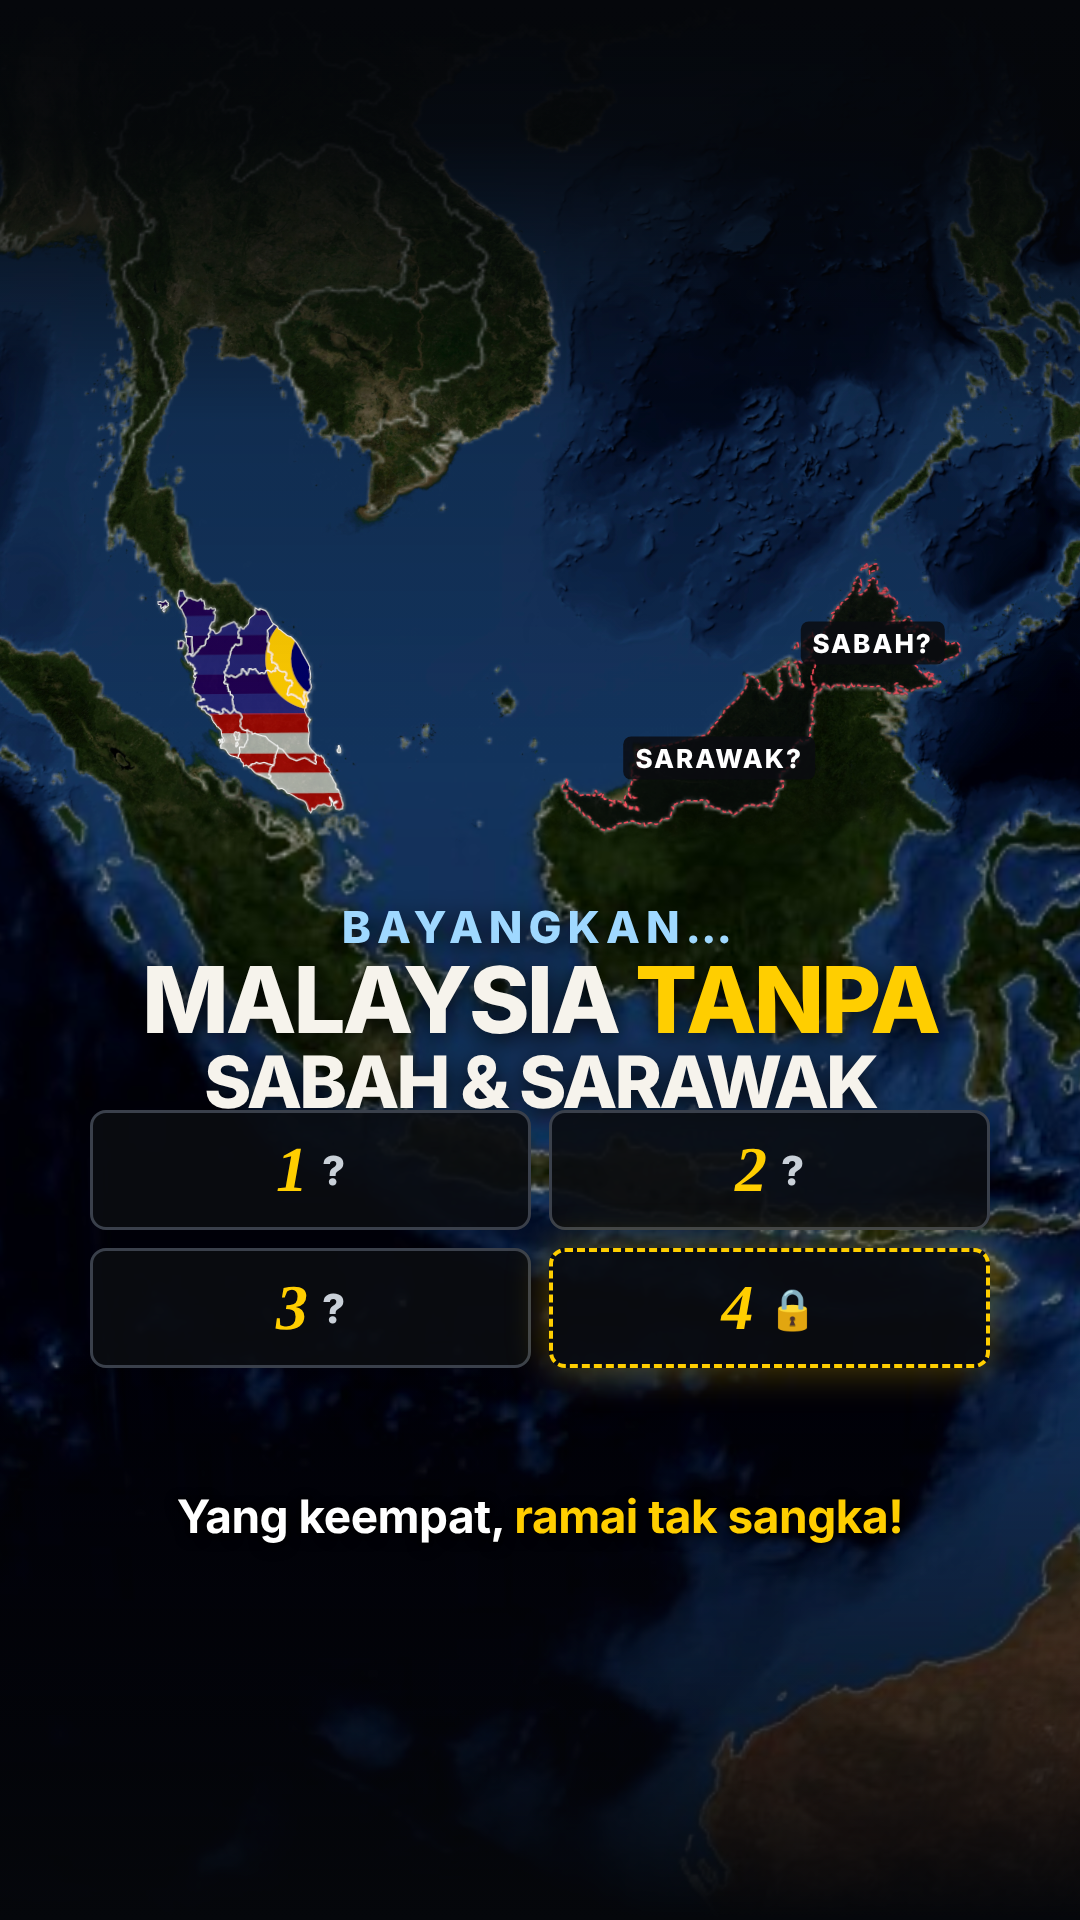 SABAH?
SARAWAK?
BAYANGKAN...
MALAYSIA TANPA
SABAH & SARAWAK
1 ?
2 ?
3 ?
4 🔒
Yang keempat, ramai tak sangka!